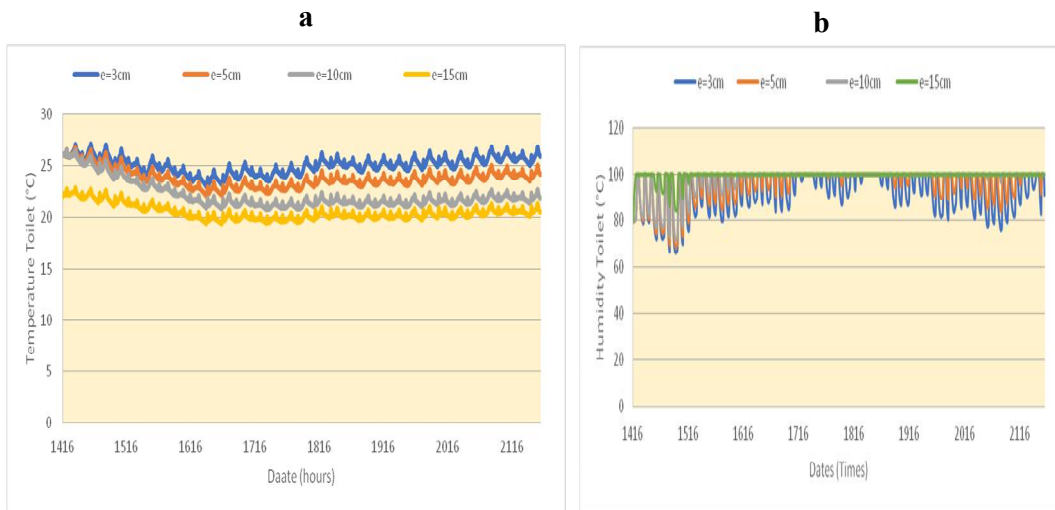 a
b
e=3cm e=5cm e=10cm e=15cm
30
25
20
15
10
5
0
Temperature Toilet (°C)
1416 1516 1616 1716 1816 1916 2016 2116
Daate (hours)
e=3cm e=5cm e=10cm e=15cm
120
100
80
60
40
20
0
Humidity Toilet (°C)
1416 1516 1616 1716 1816 1916 2016 2116
Dates (Times)